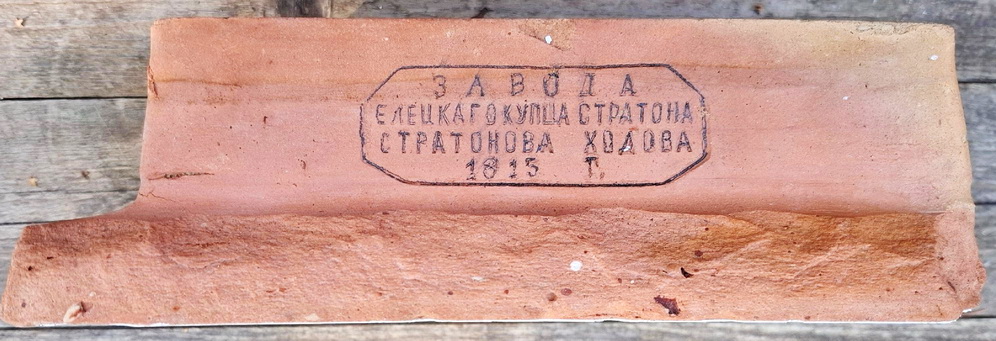 ЗАВОДА
ЕЛЕЦКАГО КУПЦА СТРАТОНА
СТРАТОНОВА ХОДОВА
1813 Г.